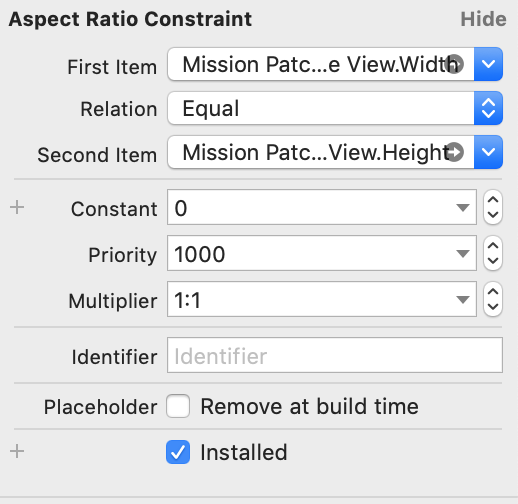 Aspect Ratio Constraint Hide
First Item Mission Patc...e View.Width
Relation Equal
Second Item Mission Patc...View.Height
Constant 0
Priority 1000
Multiplier 1:1
Identifier Identifier
Placeholder Remove at build time
Installed